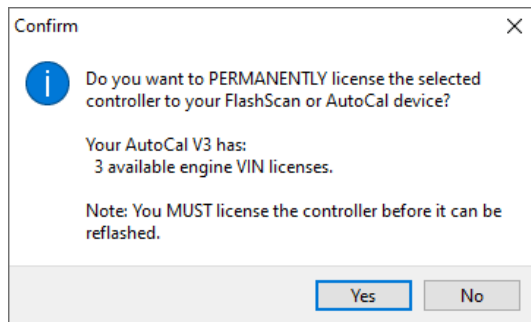 Confirm
Do you want to PERMANENTLY license the selected
controller to your FlashScan or AutoCal device?
Your AutoCal V3 has:
3 available engine VIN licenses.
Note: You MUST license the controller before it can be
reflashed.
Yes
No